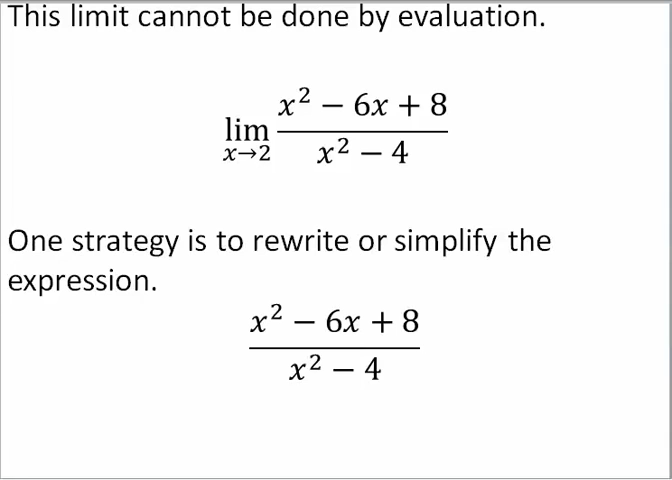 This limit cannot be done by evaluation.
lim x→2 (x² − 6x + 8)/(x² − 4)
One strategy is to rewrite or simplify the
expression.
(x² − 6x + 8)/(x² − 4)